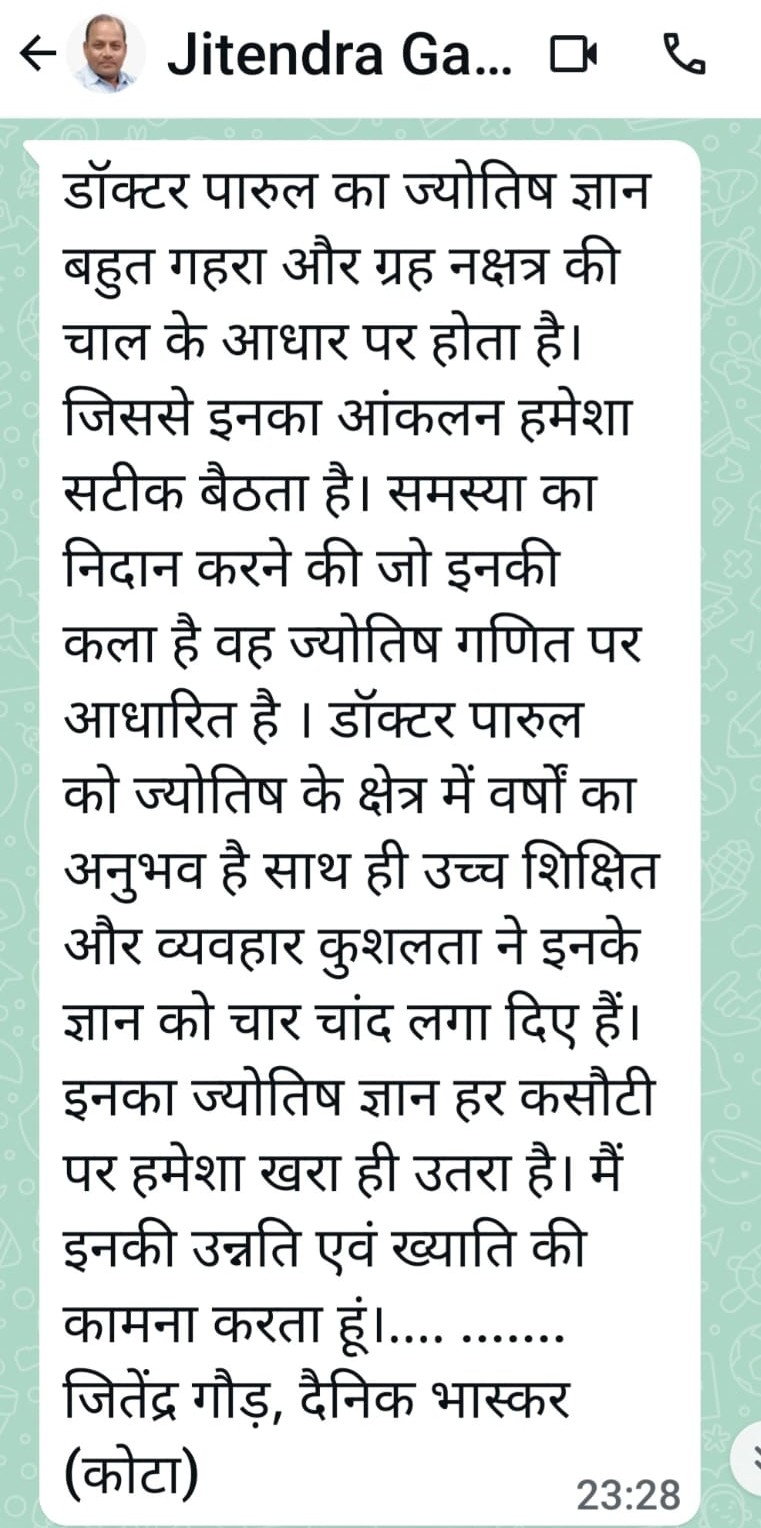 Jitendra Ga...
डॉक्टर पारुल का ज्योतिष ज्ञान
बहुत गहरा और ग्रह नक्षत्र की
चाल के आधार पर होता है।
जिससे इनका आंकलन हमेशा
सटीक बैठता है। समस्या का
निदान करने की जो इनकी
कला है वह ज्योतिष गणित पर
आधारित है । डॉक्टर पारुल
को ज्योतिष के क्षेत्र में वर्षों का
अनुभव है साथ ही उच्च शिक्षित
और व्यवहार कुशलता ने इनके
ज्ञान को चार चांद लगा दिए हैं।
इनका ज्योतिष ज्ञान हर कसौटी
पर हमेशा खरा ही उतरा है। मैं
इनकी उन्नति एवं ख्याति की
कामना करता हूं।.... .......
जितेंद्र गौड़, दैनिक भास्कर
(कोटा)
23:28